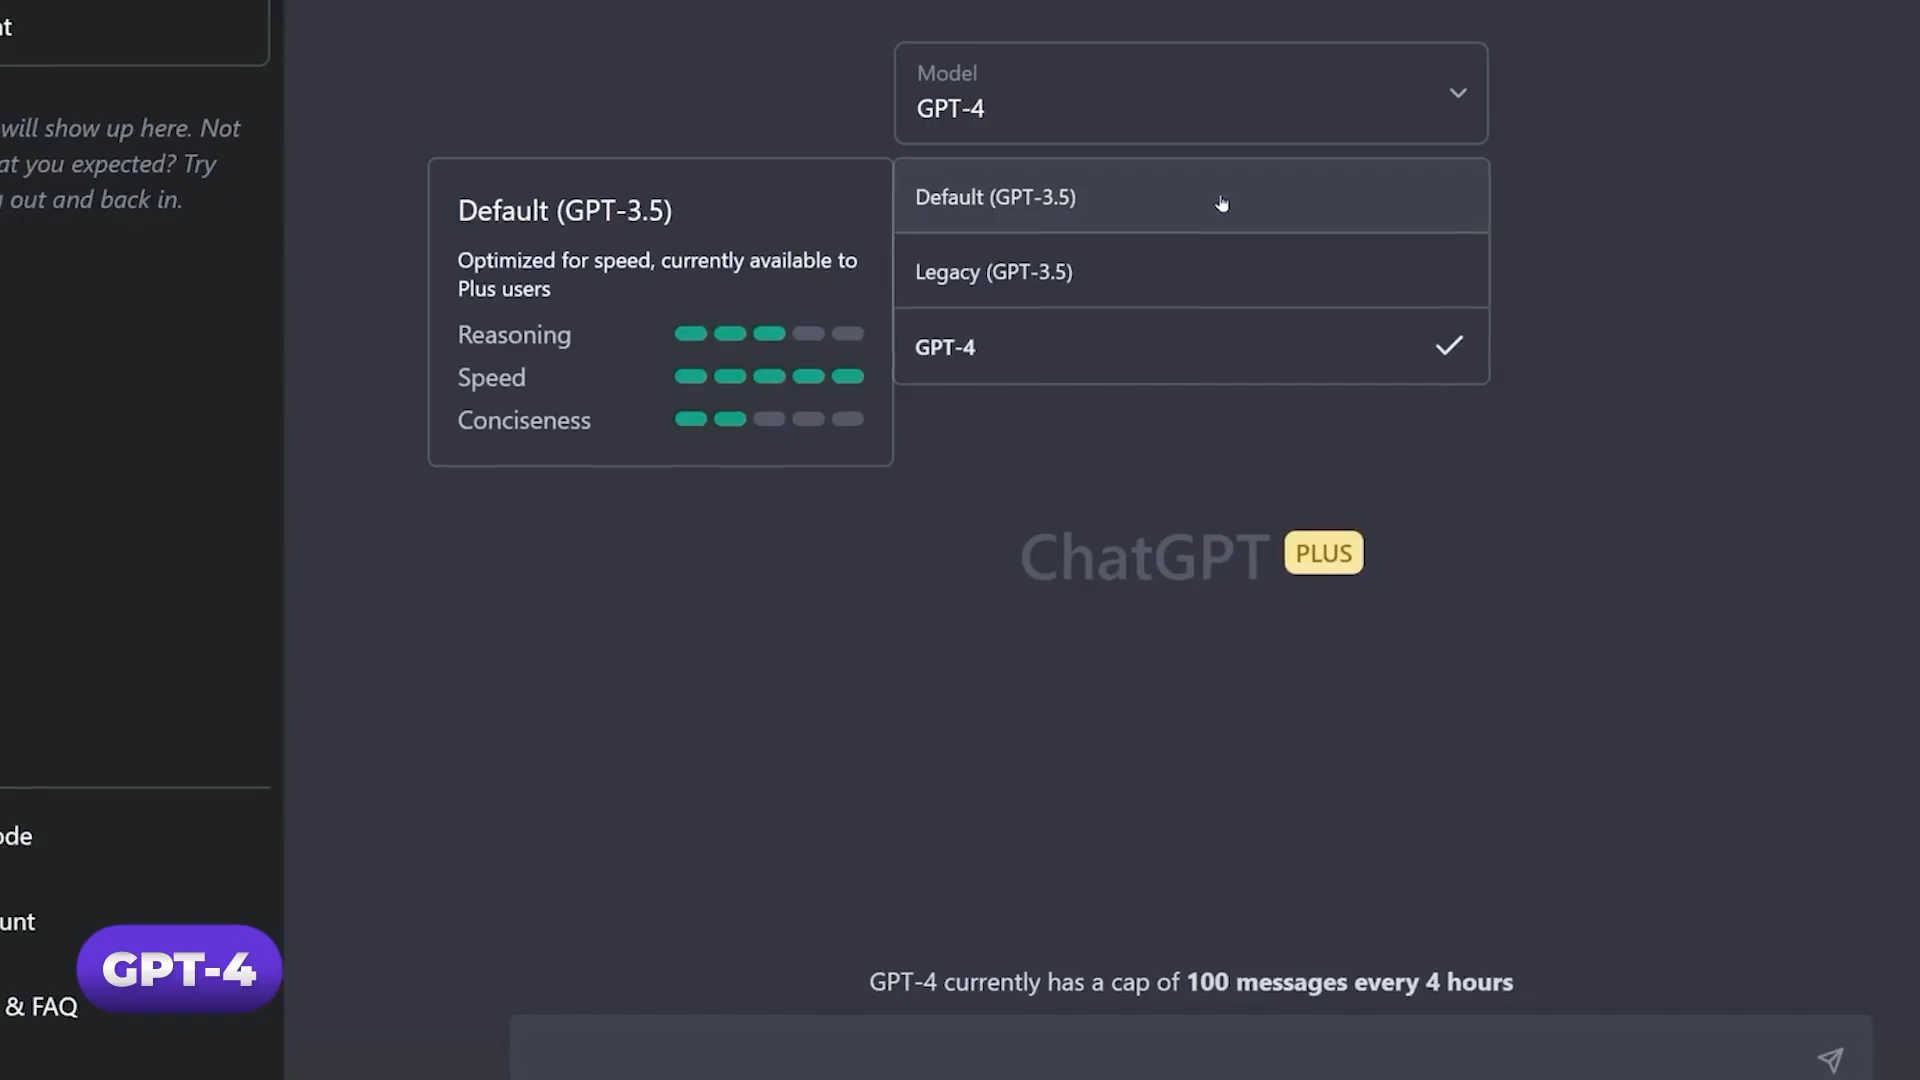 nt
will show up here. Not
at you expected? Try
out and back in.
ode
unt
& FAQ
GPT-4
Model
GPT-4
Default (GPT-3.5)
Optimized for speed, currently available to
Plus users
Reasoning
Speed
Conciseness
Default (GPT-3.5)
Legacy (GPT-3.5)
GPT-4
ChatGPT PLUS
GPT-4 currently has a cap of 100 messages every 4 hours